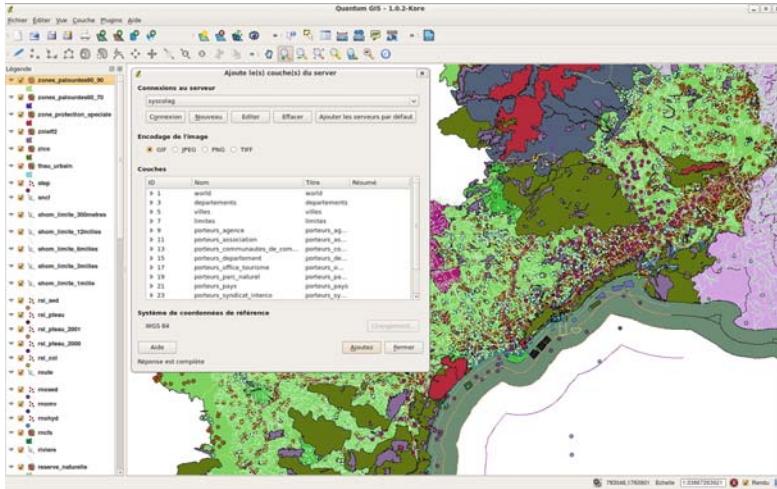 Quantum GIS - 1.0.2-Kore
Fichier Editer Vue Couche Plugins Aide
Légende
zones_palourdes60_90
zones_palourdes60_70
zone_protection_speciale
znieff2
zico
thau_urbain
step
sncf
shom_limite_300metres
shom_limite_12milles
shom_limite_6milles
shom_limite_3milles
shom_limite_1mille
rsl_sed
rsl_pleau
rsl_pleau_2001
rsl_pleau_2000
rsl_col
route
rnosed
rnomv
rnohyd
rncfs
riviere
reserve_naturelle
Ajoute le(s) couche(s) du server
Connexions au serveur
syscolag
Connexion Nouveau Editer Effacer Ajouter les serveurs par défaut
Encodage de l'image
GIF JPEG PNG TIFF
Couches
ID Nom Titre Résumé
1 world world
3 departements departements
5 villes villes
7 limites limites
9 porteurs_agence porteurs_ag...
11 porteurs_association porteurs_as...
13 porteurs_communautes_de_com... porteurs_co...
15 porteurs_departement porteurs_de...
17 porteurs_office_tourisme porteurs_o...
19 porteurs_parc_naturel porteurs_pa...
21 porteurs_pays porteurs_pays
23 porteurs_syndicat_interco porteurs_sy...
Système de coordonnées de référence
WGS 84
Changement...
Aide Ajoutez Fermer
Réponse est complète
Echelle Rendu